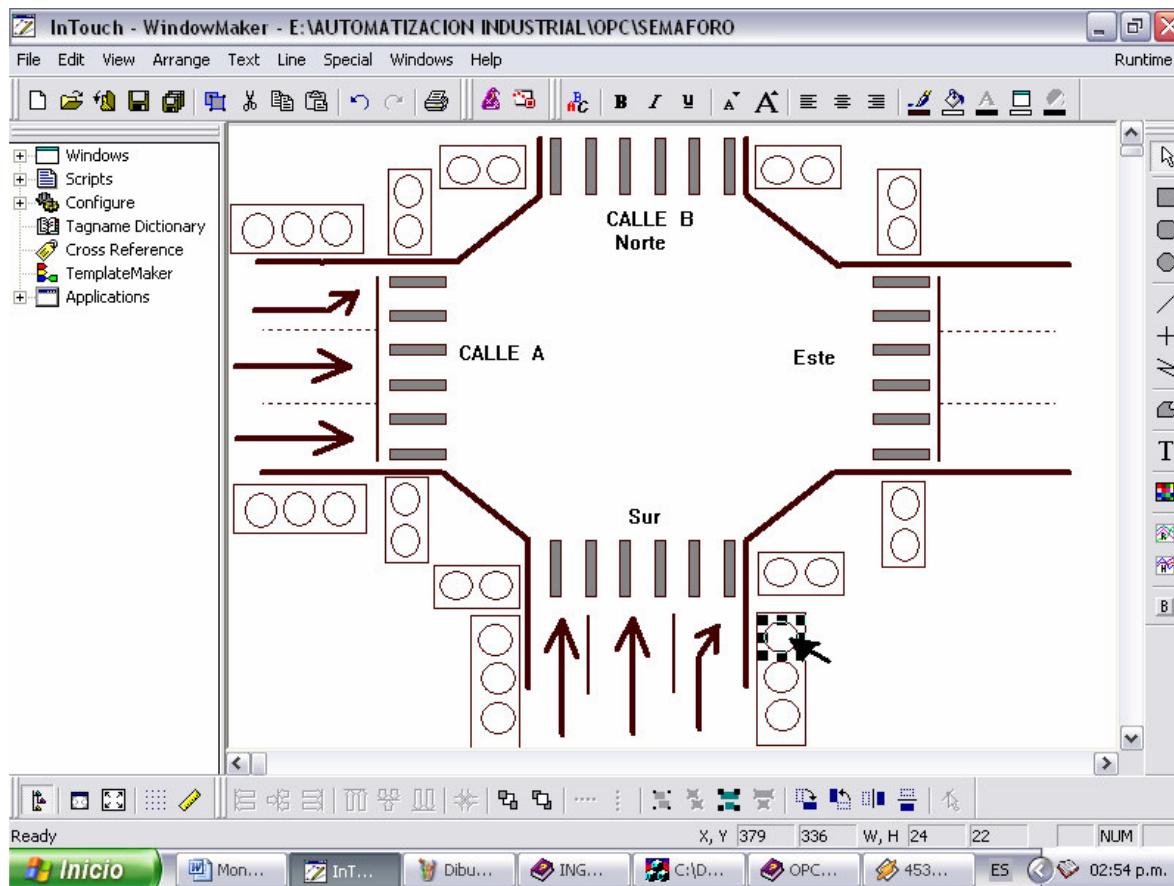 InTouch - WindowMaker - E:\AUTOMATIZACION INDUSTRIAL\OPC\SEMAFORO
File Edit View Arrange Text Line Special Windows Help Runtime
B I U A A A
Windows
Scripts
Configure
Tagname Dictionary
Cross Reference
TemplateMaker
Applications
CALLE B
Norte
CALLE A
Este
Sur
T
B
Ready X, Y 379 336 W, H 24 22 NUM
Inicio Mon... InT... Dibu... ING... C:\D... OPC... 453... ES 02:54 p.m.